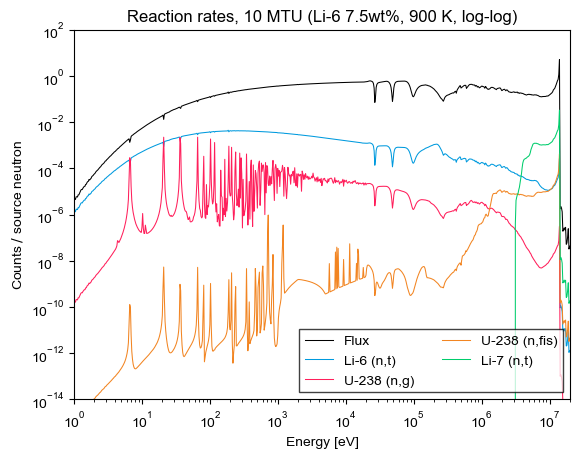 Reaction rates, 10 MTU (Li-6 7.5wt%, 900 K, log-log)
Counts / source neutron
10^2
10^0
10^-2
10^-4
10^-6
10^-8
10^-10
10^-12
10^-14
Flux
Li-6 (n,t)
U-238 (n,g)
U-238 (n,fis)
Li-7 (n,t)
10^0 10^1 10^2 10^3 10^4 10^5 10^6 10^7
Energy [eV]